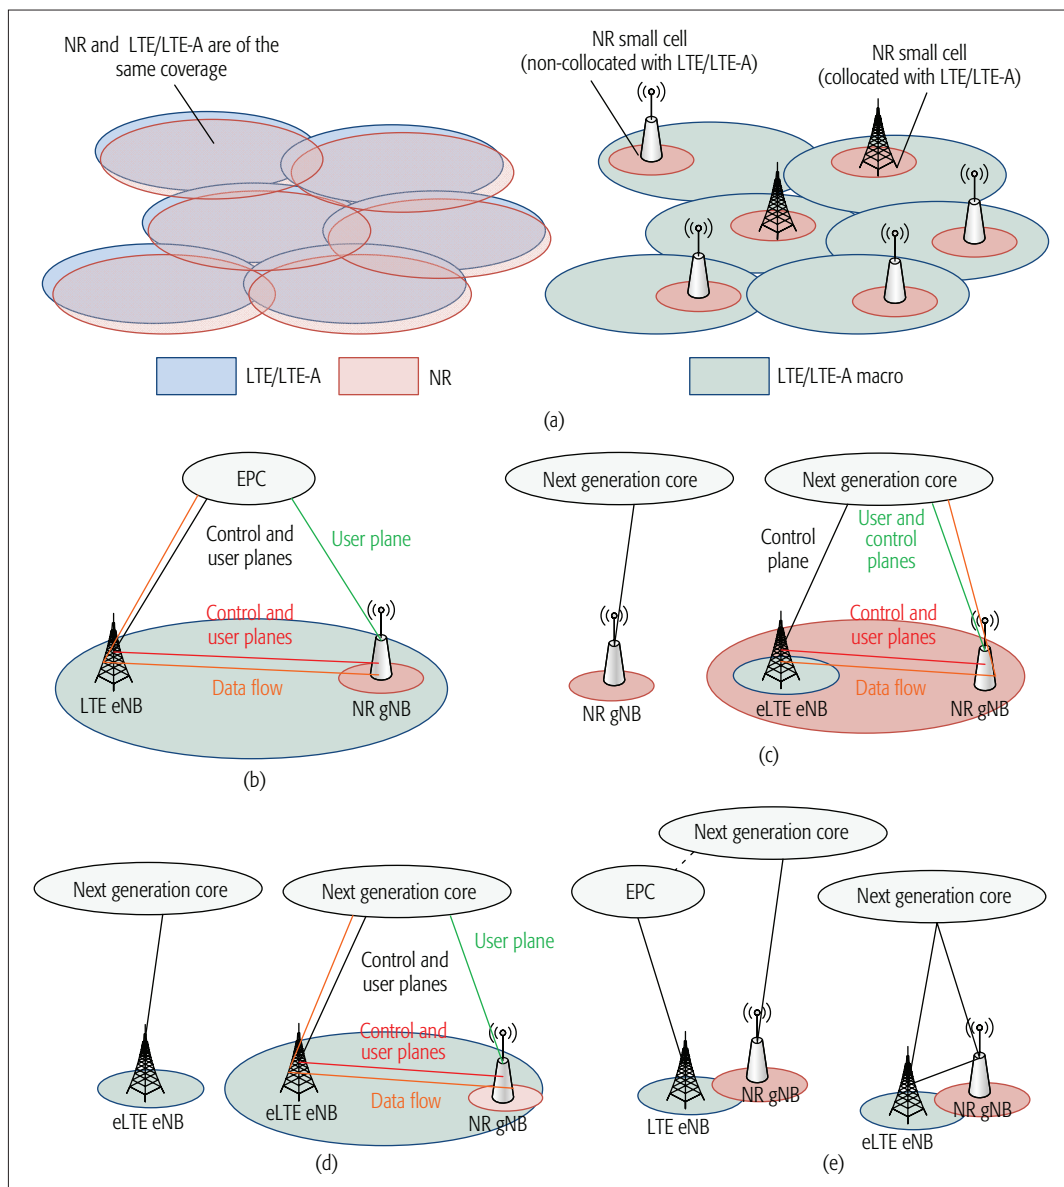 NR and LTE/LTE-A are of the
same coverage
NR small cell
(non-collocated with LTE/LTE-A)
NR small cell
(collocated with LTE/LTE-A)
LTE/LTE-A
NR
LTE/LTE-A macro
(a)
EPC
Control and
user planes
User plane
Control and
user planes
Data flow
LTE eNB
NR gNB
(b)
Next generation core
NR gNB
Next generation core
Control
plane
User and
control
planes
Control and
user planes
Data flow
eLTE eNB
NR gNB
(c)
Next generation core
eLTE eNB
Next generation core
User plane
Control and
user planes
Control and
user planes
Data flow
eLTE eNB
NR gNB
(d)
Next generation core
EPC
LTE eNB
NR gNB
Next generation core
NR gNB
eLTE eNB
(e)